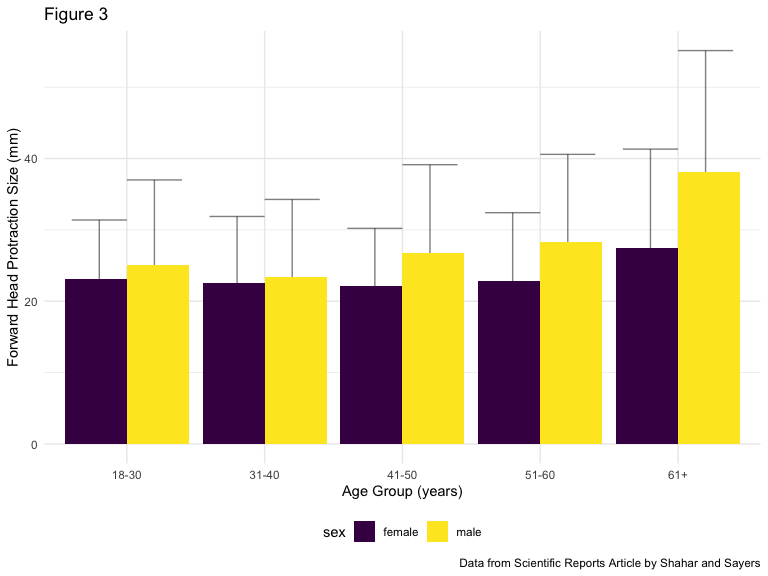 Figure 3
Forward Head Protraction Size (mm)
40
20
0
18-30
31-40
41-50
51-60
61+
Age Group (years)
sex
female
male
Data from Scientific Reports Article by Shahar and Sayers